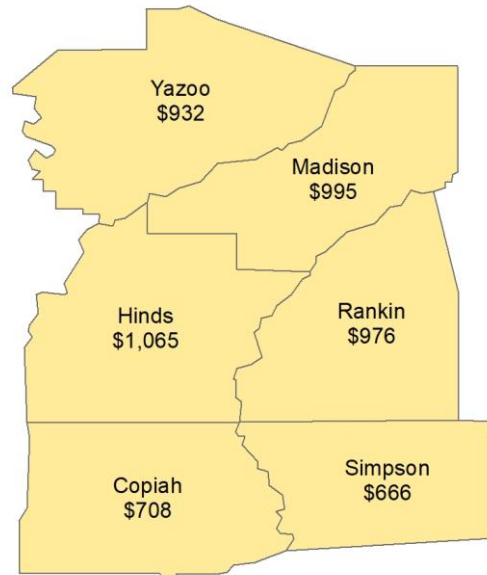 Yazoo
$932
Madison
$995
Hinds
$1,065
Rankin
$976
Copiah
$708
Simpson
$666